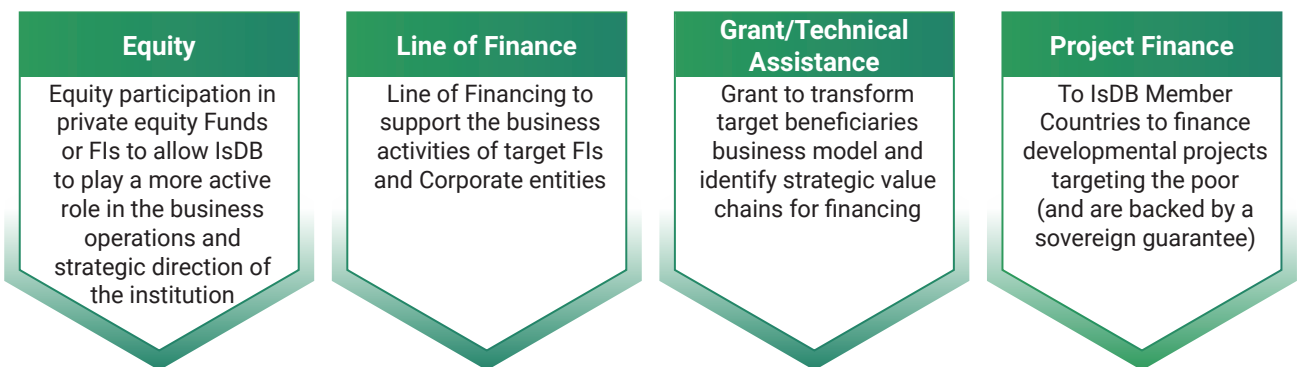 Equity
Equity participation in
private equity Funds
or FIs to allow IsDB
to play a more active
role in the business
operations and
strategic direction of
the institution
Line of Finance
Line of Financing to
support the business
activities of target FIs
and Corporate entities
Grant/Technical
Assistance
Grant to transform
target beneficiaries
business model and
identify strategic value
chains for financing
Project Finance
To IsDB Member
Countries to finance
developmental projects
targeting the poor
(and are backed by a
sovereign guarantee)